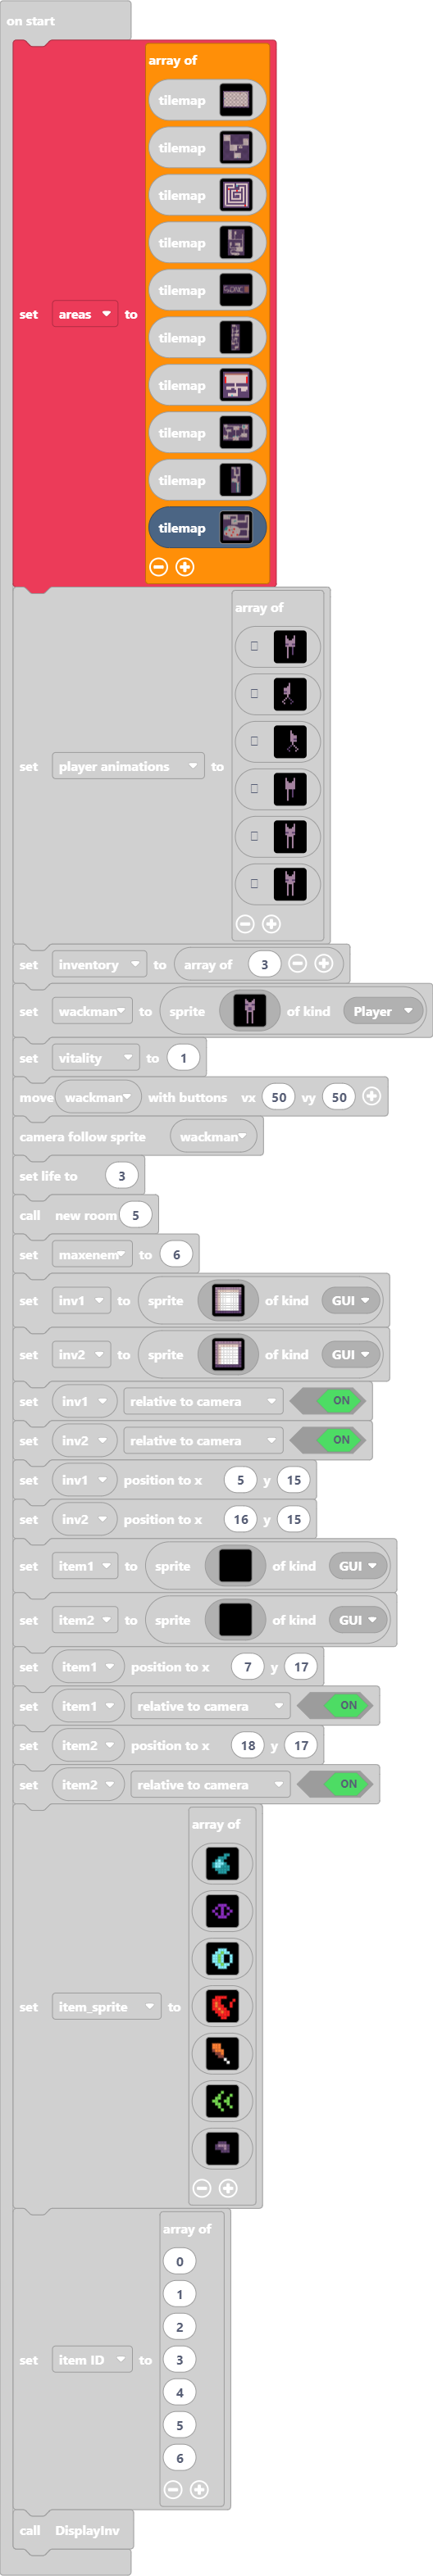 on start
array of
tilemap
tilemap
tilemap
tilemap
tilemap
set areas to
tilemap
tilemap
tilemap
tilemap
tilemap
array of
set player animations to
set inventory to array of 3
set wackman to sprite of kind Player
set vitality to 1
move wackman with buttons vx 50 vy 50
camera follow sprite wackman
set life to 3
call new room 5
set maxenem to 6
set inv1 to sprite of kind GUI
set inv2 to sprite of kind GUI
set inv1 relative to camera ON
set inv2 relative to camera ON
set inv1 position to x 5 y 15
set inv2 position to x 16 y 15
set item1 to sprite of kind GUI
set item2 to sprite of kind GUI
set item1 position to x 7 y 17
set item1 relative to camera ON
set item2 position to x 18 y 17
set item2 relative to camera ON
array of
set item_sprite to
array of
0
1
2
set item ID to 3
4
5
6
call DisplayInv